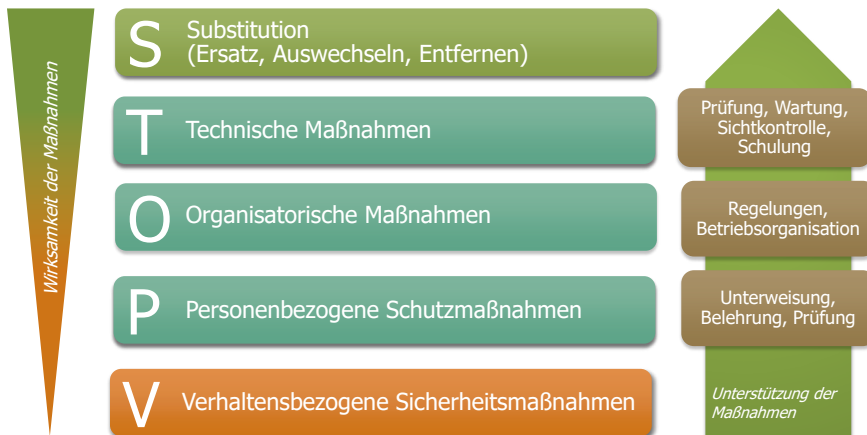 Wirksamkeit der Maßnahmen
S
Substitution
(Ersatz, Auswechseln, Entfernen)
T
Technische Maßnahmen
Prüfung, Wartung,
Sichtkontrolle,
Schulung
O
Organisatorische Maßnahmen
Regelungen,
Betriebsorganisation
P
Personenbezogene Schutzmaßnahmen
Unterweisung,
Belehrung, Prüfung
V
Verhaltensbezogene Sicherheitsmaßnahmen
Unterstützung der
Maßnahmen